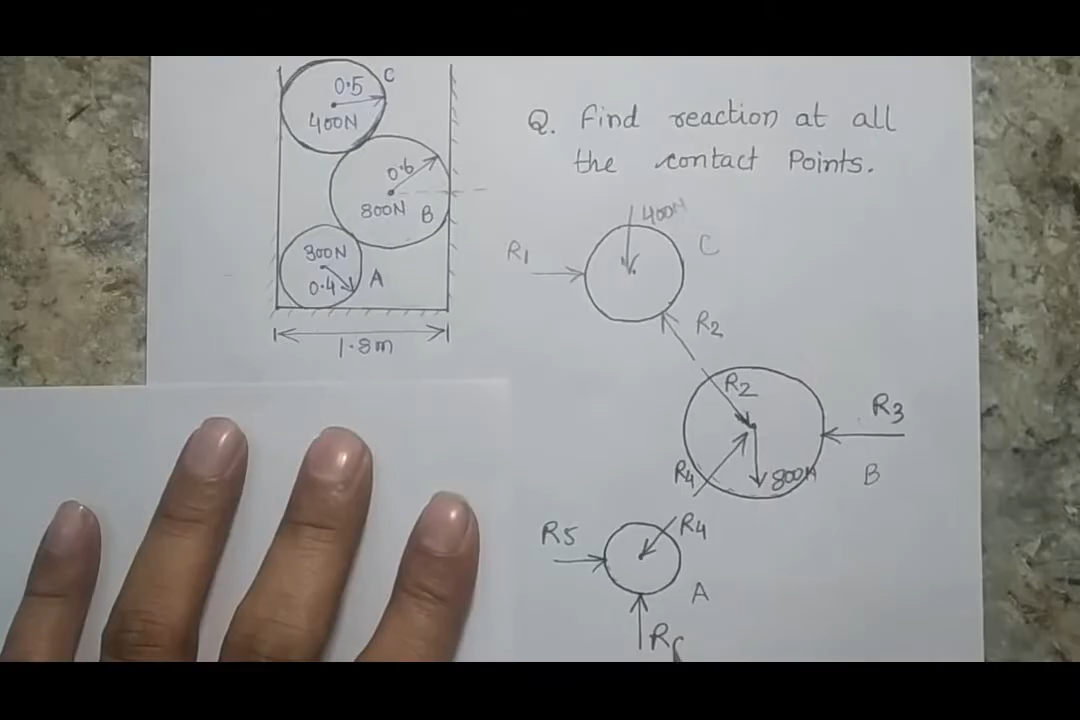 0.5
C
400N
0.6
800N
B
300N
0.4
A
1.8m
Q. Find reaction at all
the contact Points.
400N
C
R1
R2
R2
R3
R4
800N
B
R5
R4
A